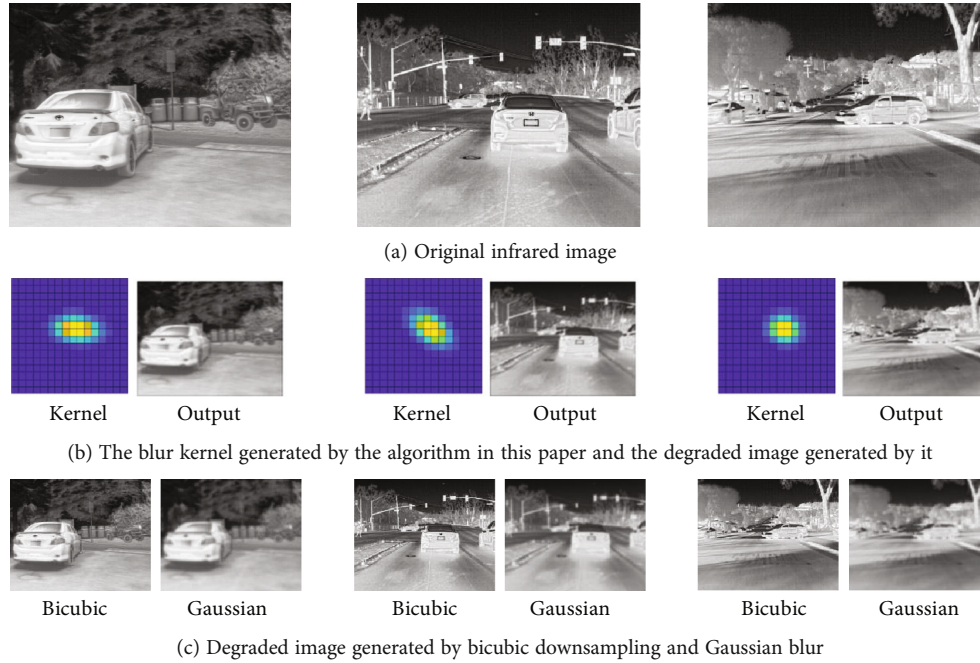 (a) Original infrared image
Kernel Output Kernel Output Kernel Output
(b) The blur kernel generated by the algorithm in this paper and the degraded image generated by it
Bicubic Gaussian Bicubic Gaussian Bicubic Gaussian
(c) Degraded image generated by bicubic downsampling and Gaussian blur